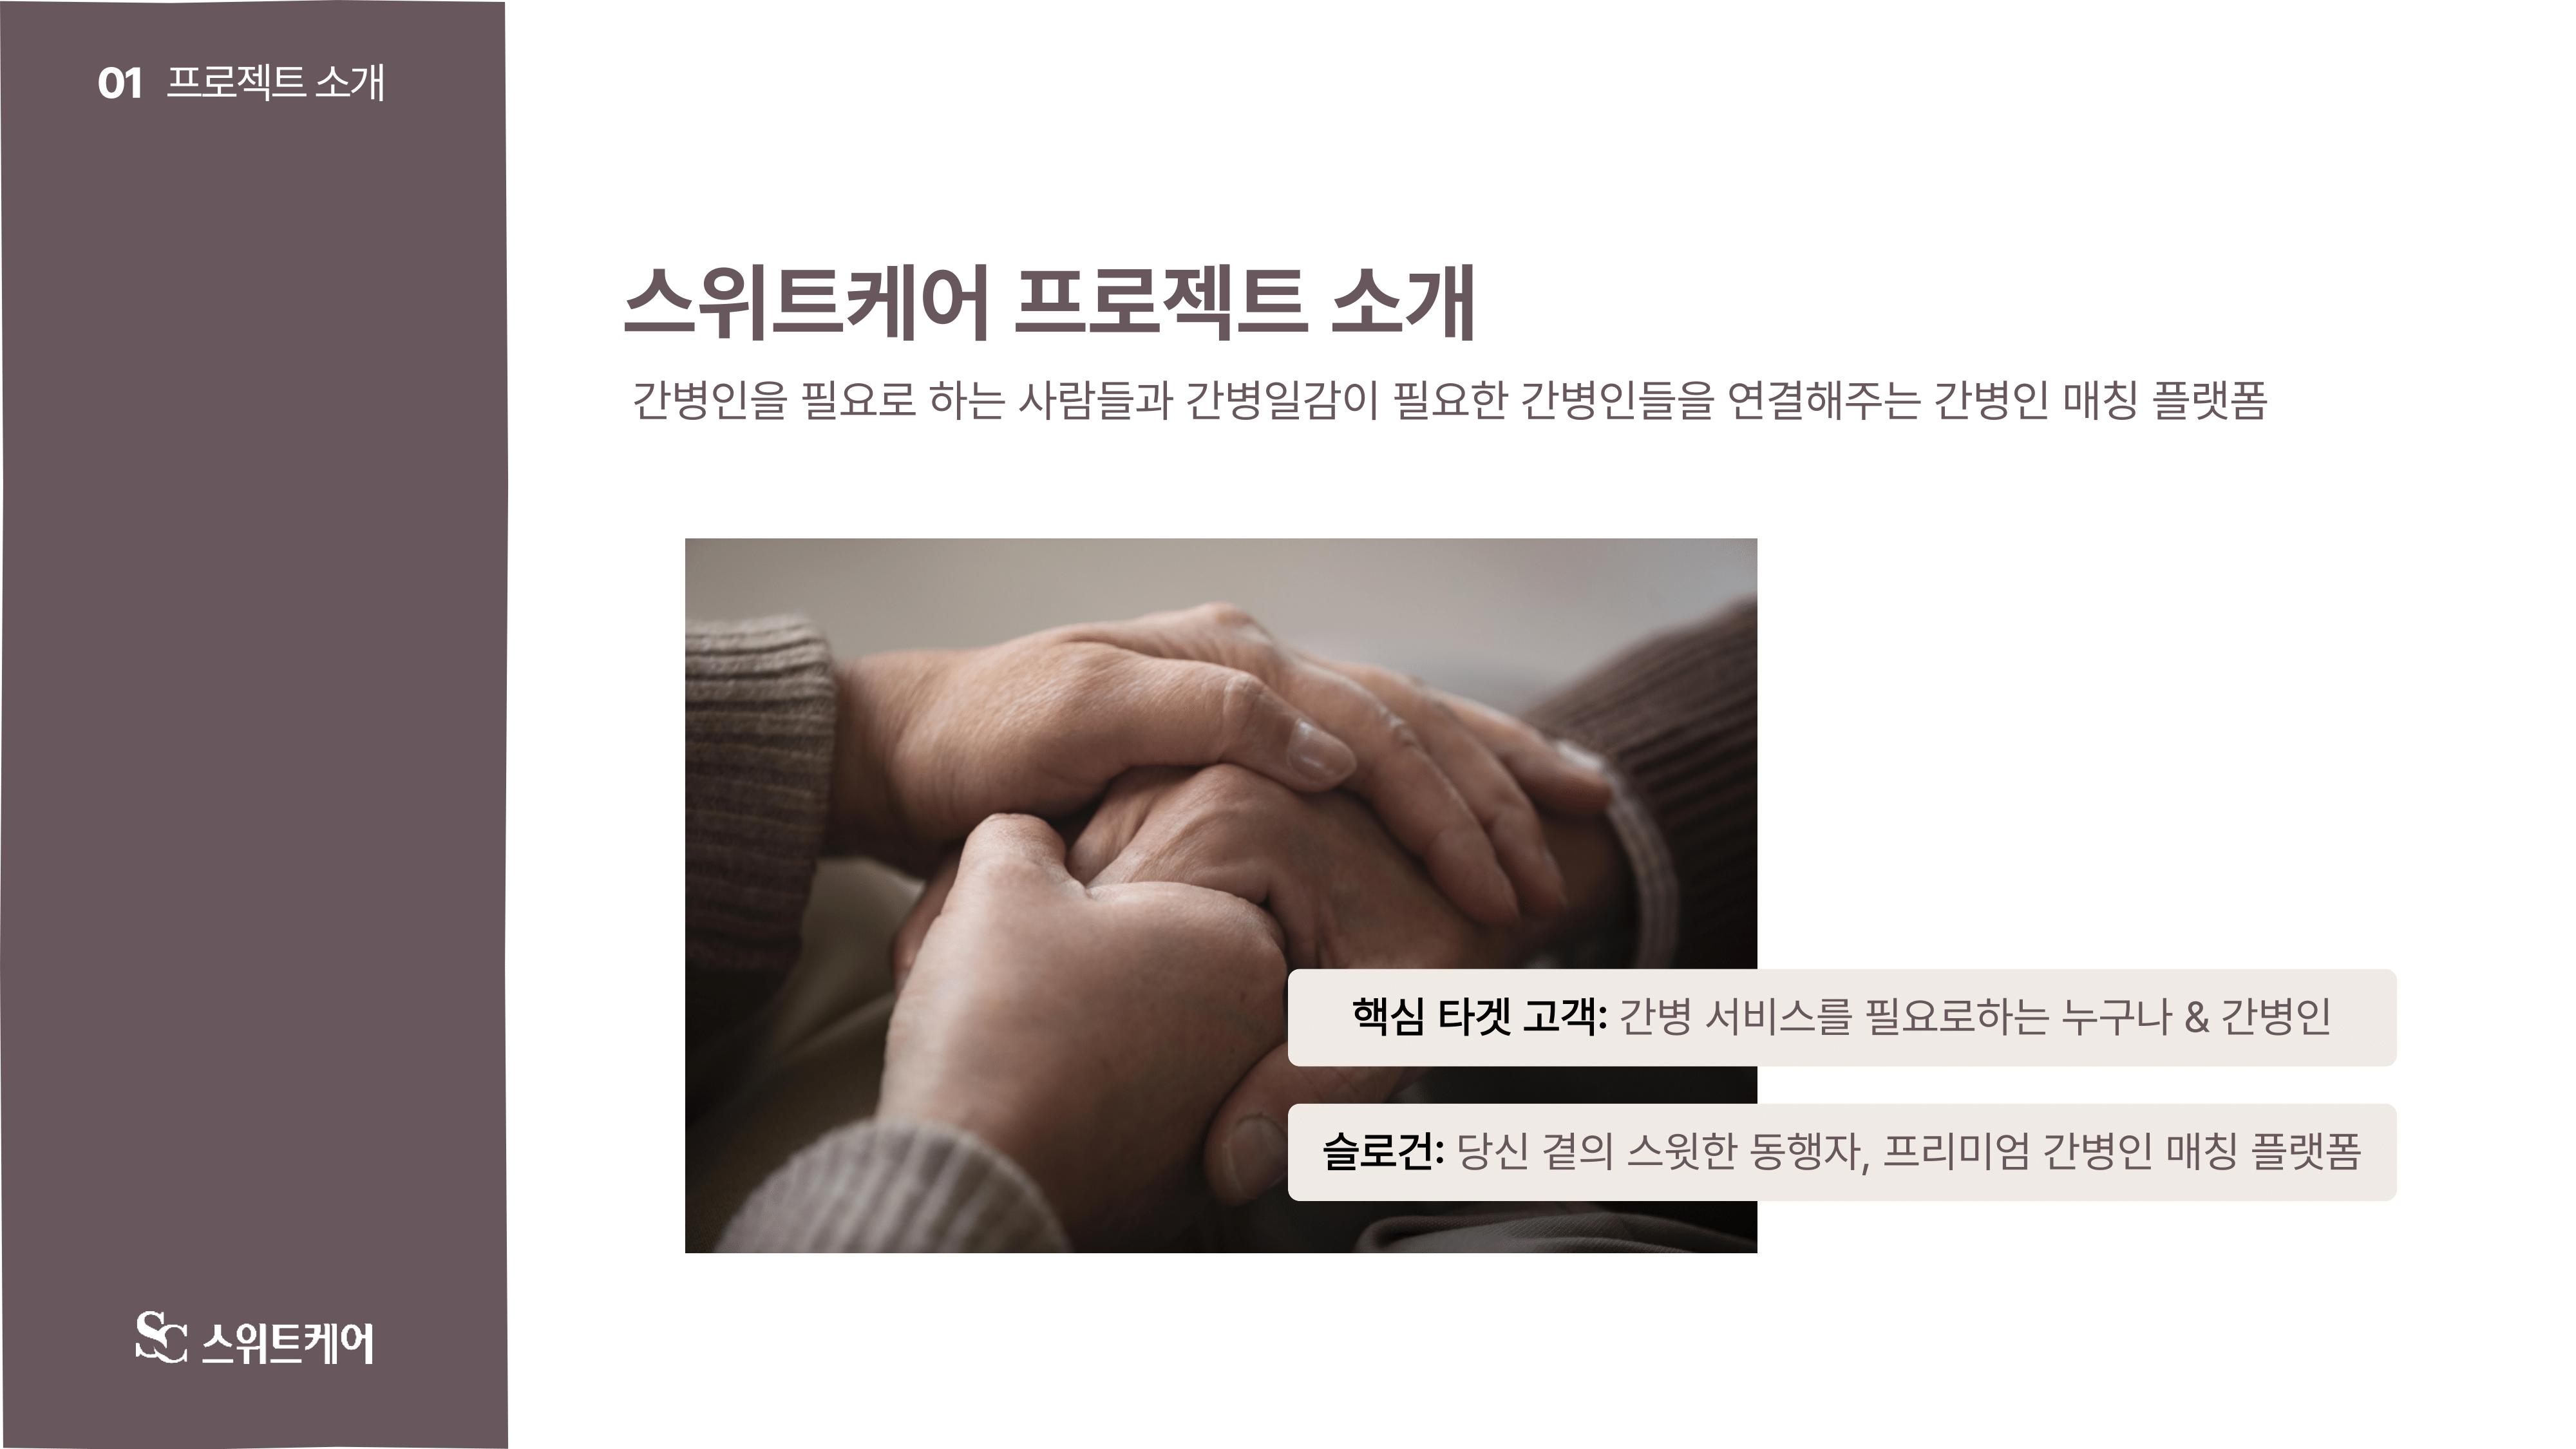 01 프로젝트 소개
스위트케어 프로젝트 소개
간병인을 필요로 하는 사람들과 간병일감이 필요한 간병인들을 연결해주는 간병인 매칭 플랫폼
핵심 타겟 고객: 간병 서비스를 필요로하는 누구나 & 간병인
슬로건: 당신 곁의 스윗한 동행자, 프리미엄 간병인 매칭 플랫폼
SC 스위트케어